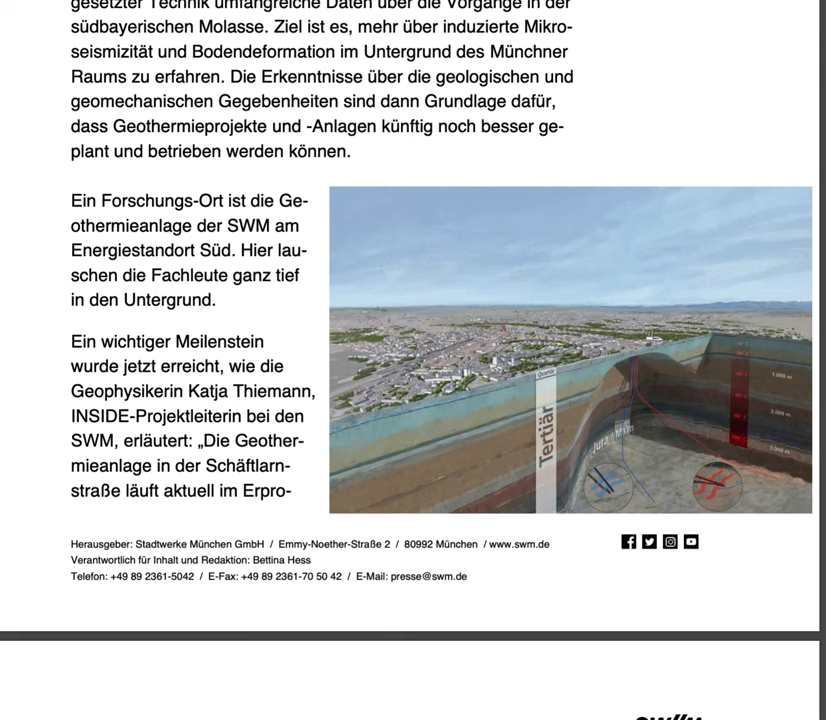 gesetzter Technik umfangreiche Daten über die Vorgänge in der
südbayerischen Molasse. Ziel ist es, mehr über induzierte Mikro-
seismizität und Bodendeformation im Untergrund des Münchner
Raums zu erfahren. Die Erkenntnisse über die geologischen und
geomechanischen Gegebenheiten sind dann Grundlage dafür,
dass Geothermieprojekte und -Anlagen künftig noch besser ge-
plant und betrieben werden können.
Ein Forschungs-Ort ist die Ge-
othermieanlage der SWM am
Energiestandort Süd. Hier lau-
schen die Fachleute ganz tief
in den Untergrund.
Ein wichtiger Meilenstein
wurde jetzt erreicht, wie die
Geophysikerin Katja Thiemann,
INSIDE-Projektleiterin bei den
SWM, erläutert: „Die Geother-
mieanlage in der Schäftlarn-
straße läuft aktuell im Erpro-
Quartär
Tertiär
Jura / Malm
1.000 m
2.000 m
3.000 m
Herausgeber: Stadtwerke München GmbH / Emmy-Noether-Straße 2 / 80992 München / www.swm.de
Verantwortlich für Inhalt und Redaktion: Bettina Hess
Telefon: +49 89 2361-5042 / E-Fax: +49 89 2361-70 50 42 / E-Mail: presse@swm.de